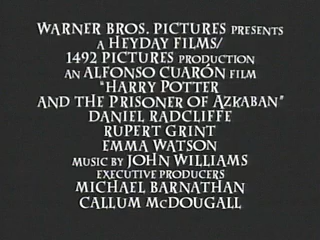 WARNER BROS. PICTURES PRESENTS
A HEYDAY FILMS/
1492 PICTURES PRODUCTION
AN ALFONSO CUARÓN FILM
"HARRY POTTER
AND THE PRISONER OF AZKABAN"
DANIEL RADCLIFFE
RUPERT GRINT
EMMA WATSON
MUSIC BY JOHN WILLIAMS
EXECUTIVE PRODUCERS
MICHAEL BARNATHAN
CALLUM McDOUGALL